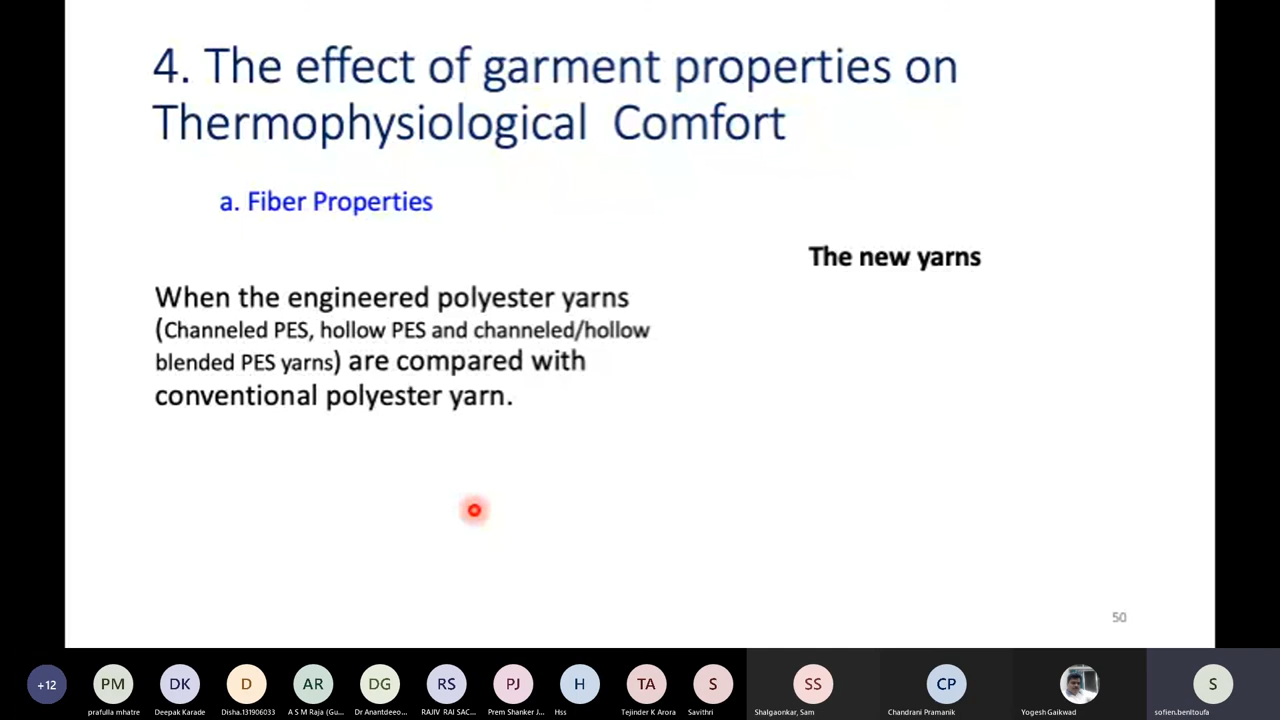 4. The effect of garment properties on
Thermophysiological Comfort
a. Fiber Properties
The new yarns
When the engineered polyester yarns
(Channeled PES, hollow PES and channeled/hollow
blended PES yarns) are compared with
conventional polyester yarn.
50
+12
PM
DK
D
AR
DG
RS
PJ
H
TA
S
SS
CP
S
prafulla mhatre
Deepak Karade
Disha.131906033
A S M Raja (Gu...
Dr Anantdeeo...
RAJIV RAI SAC...
Prem Shanker J...
Hss
Tejinder K Arora
Savithri
Shalgaonkar, Sam
Chandrani Pramanik
Yogesh Gaikwad
sofien.benltoufa